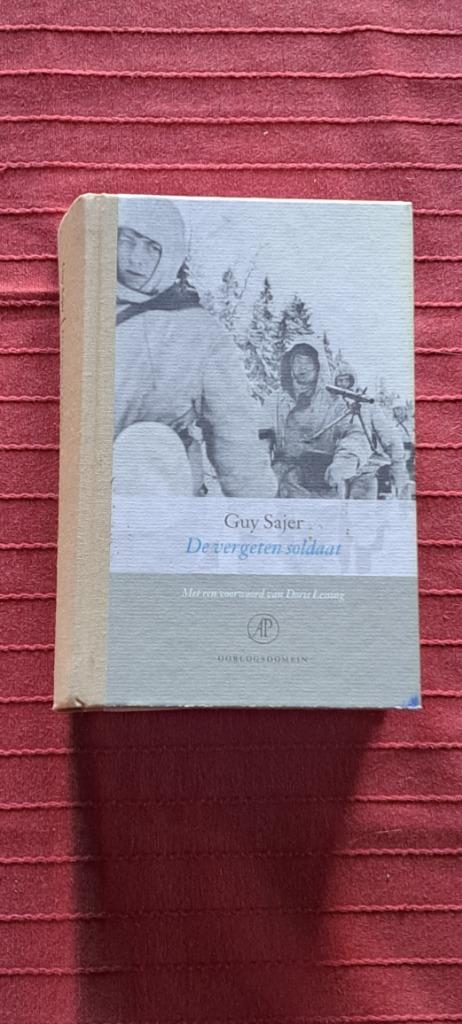 Guy Sajer
De vergeten soldaat
Met een voorwoord van Doris Lessing
AP
OORLOGSDOMEIN